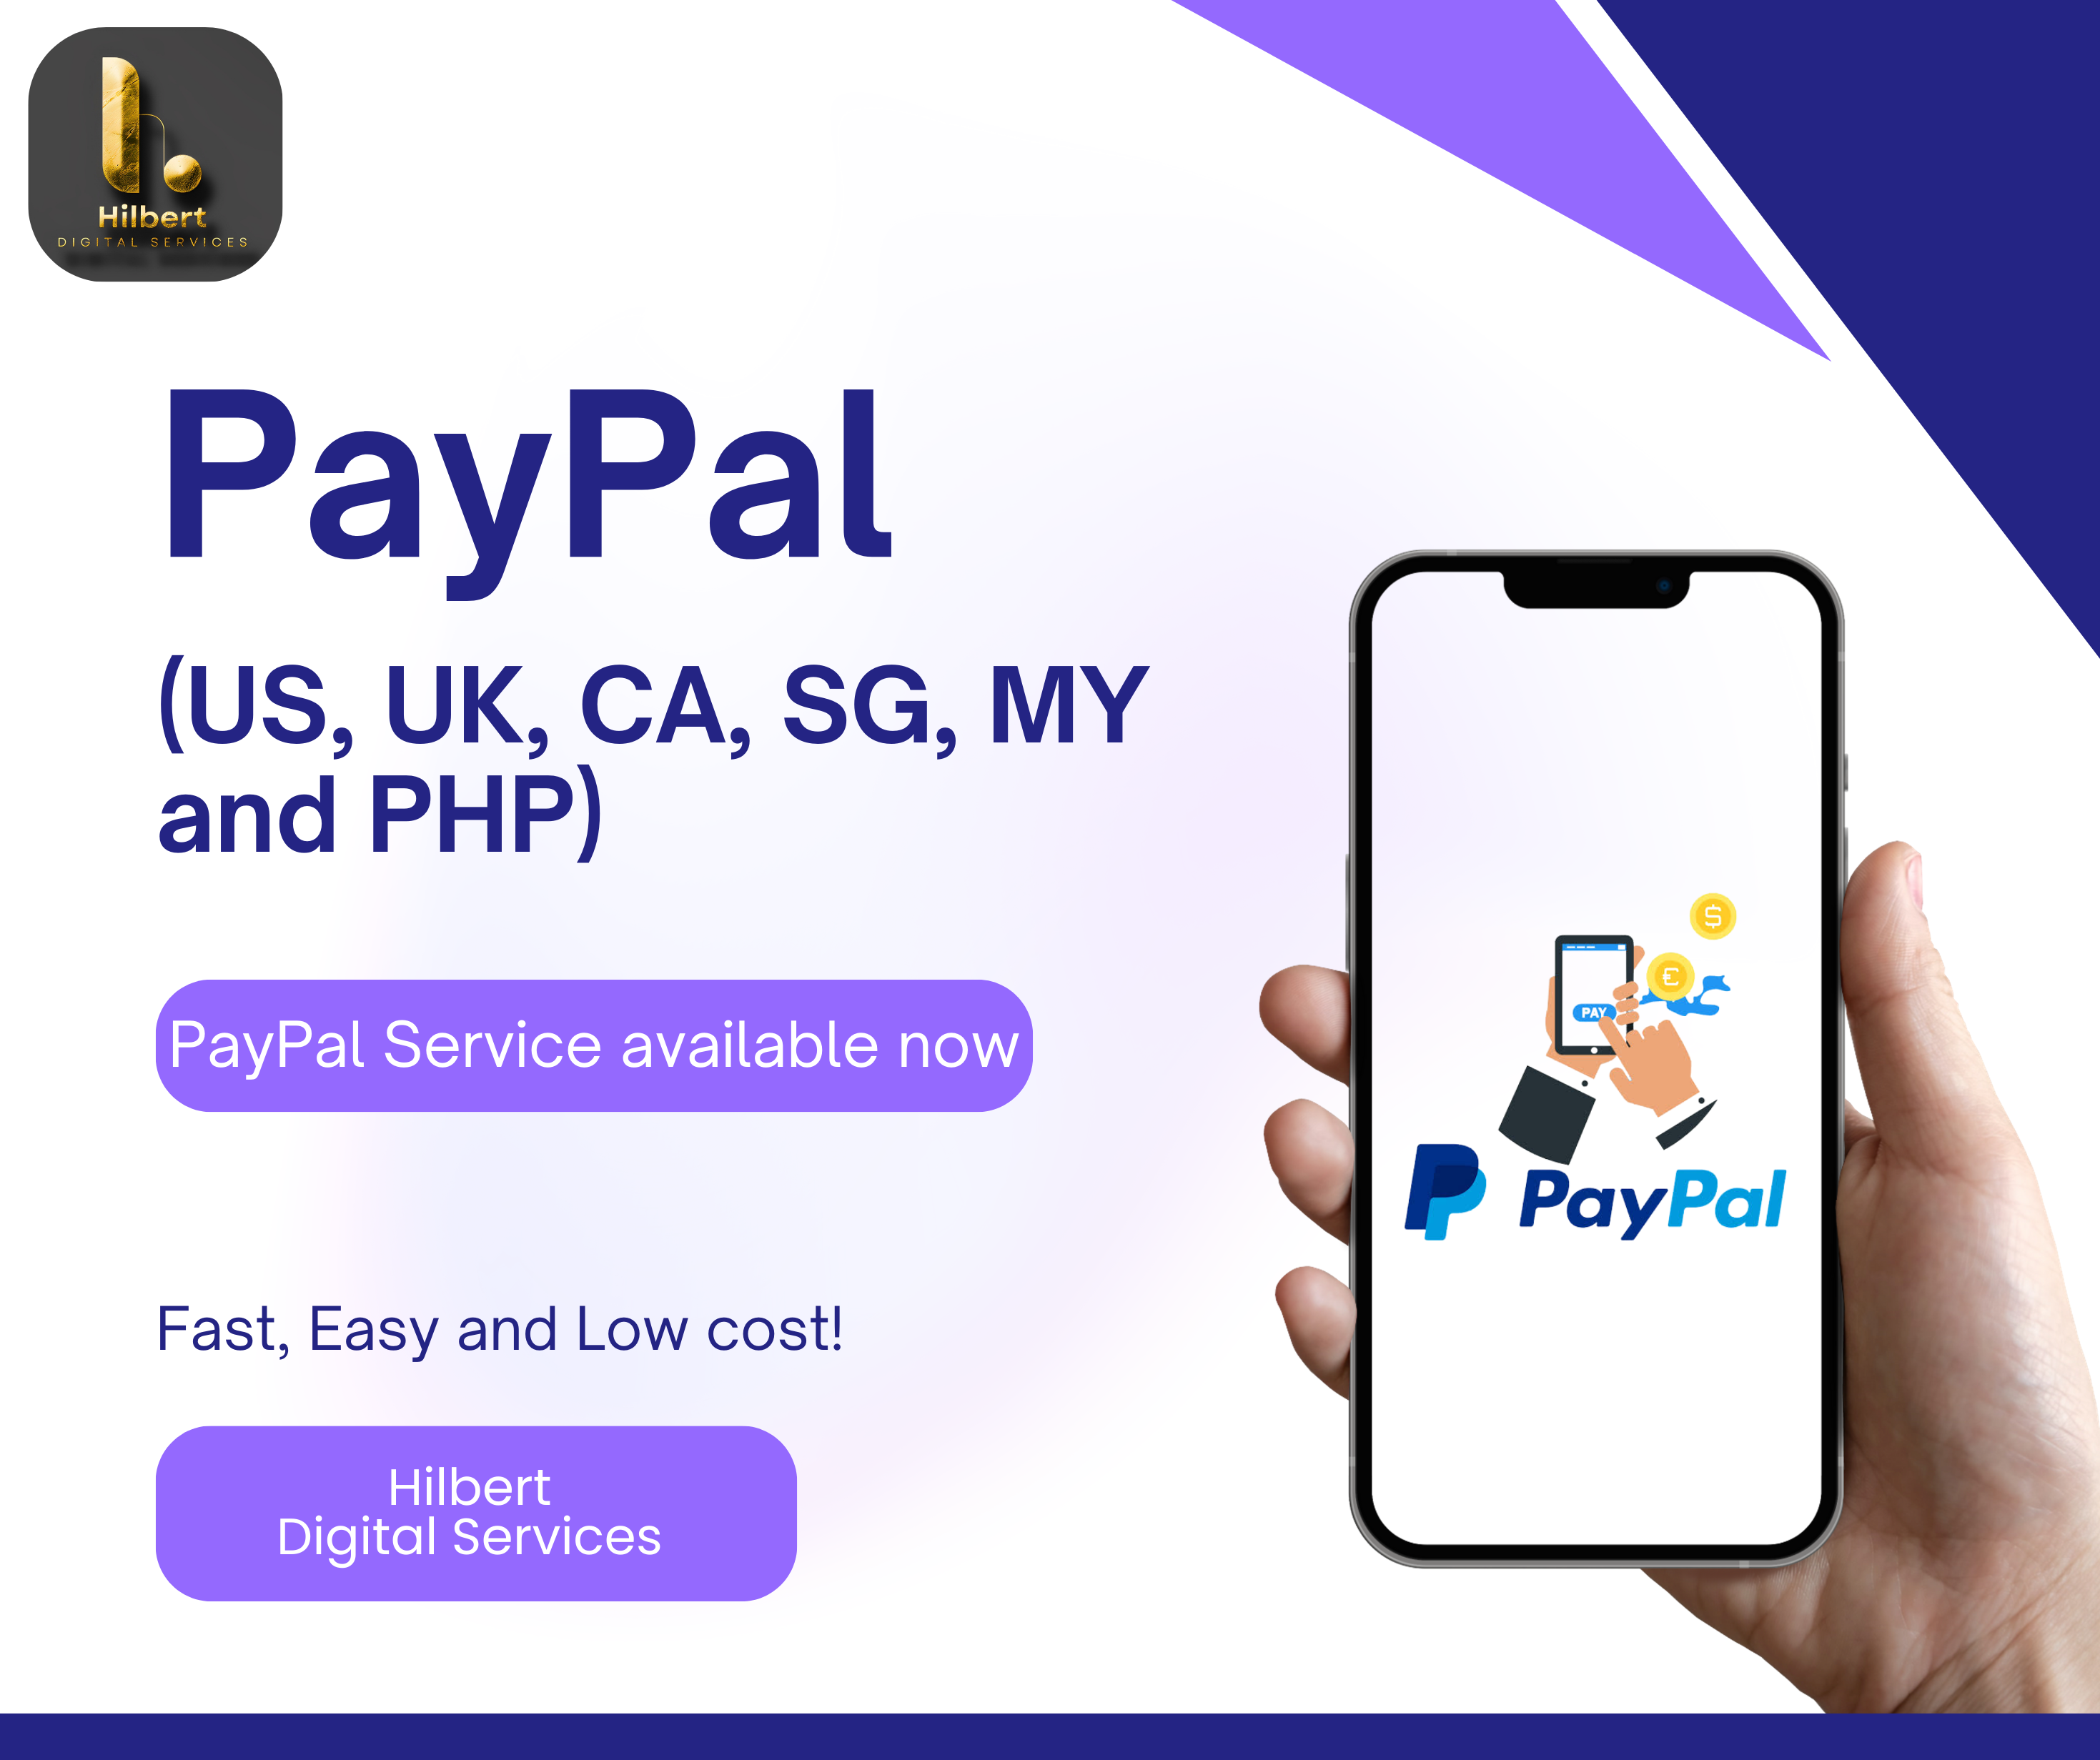 Hilbert
DIGITAL SERVICES
PayPal
(US, UK, CA, SG, MY
and PHP)
PayPal Service available now
Fast, Easy and Low cost!
Hilbert
Digital Services
$
€
PAY
PayPal